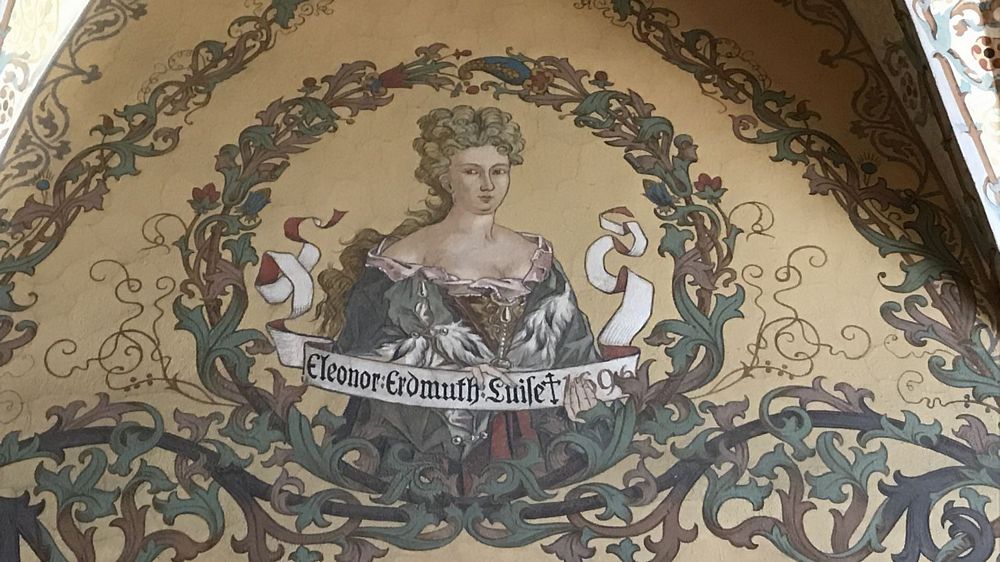 Eleonor: Erdmuth: Luise † 1696